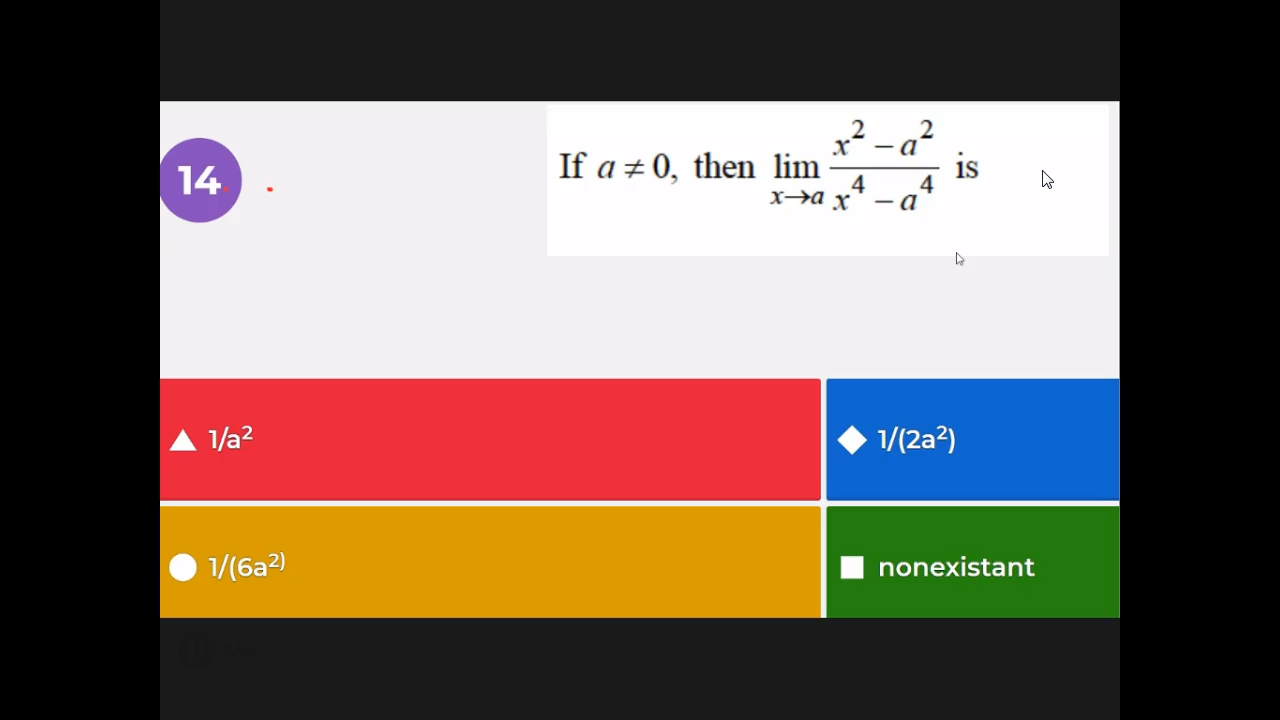 14
If a ≠ 0, then lim x→a (x² − a²)/(x⁴ − a⁴) is
1/a²
1/(2a²)
1/(6a²⁾
nonexistant